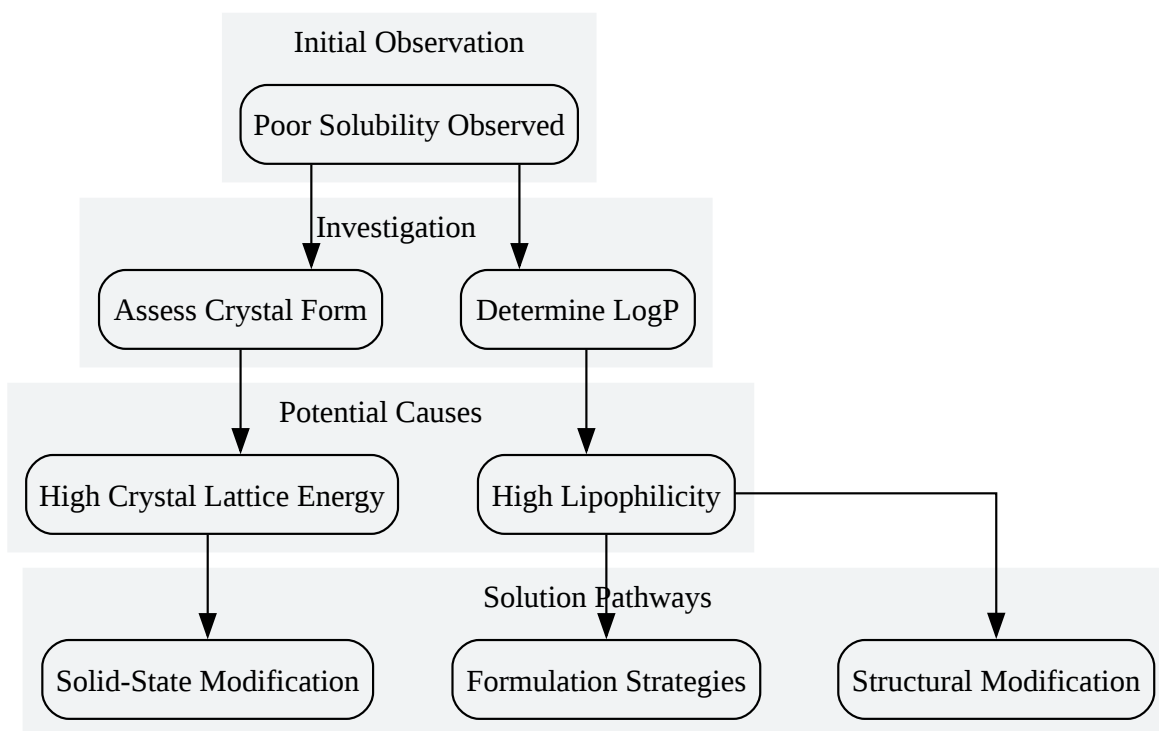 Initial Observation
Poor Solubility Observed
Investigation
Assess Crystal Form
Determine LogP
Potential Causes
High Crystal Lattice Energy
High Lipophilicity
Solution Pathways
Solid-State Modification
Formulation Strategies
Structural Modification